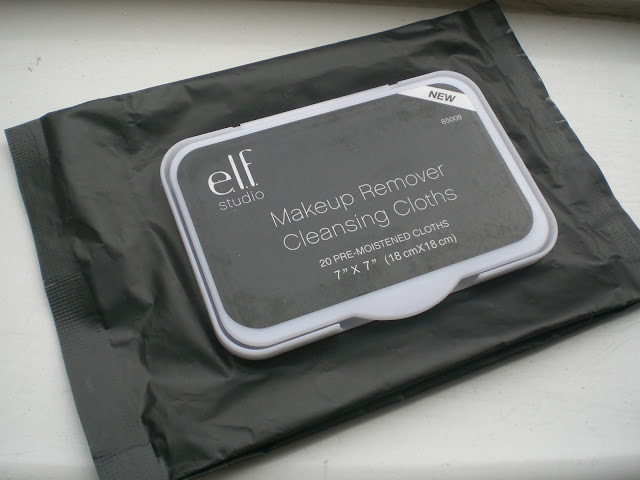 NEW
85008
e.l.f.
studio
Makeup Remover
Cleansing Cloths
20 PRE-MOISTENED CLOTHS
7" X 7" (18 cmX18 cm)